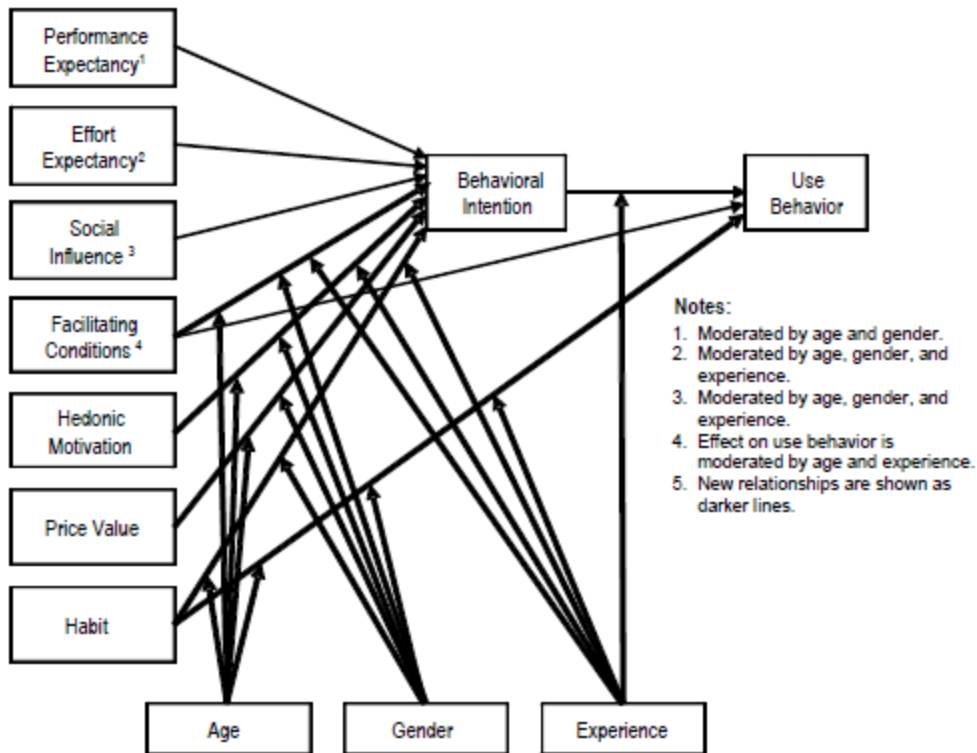 Performance
Expectancy1
Effort
Expectancy2
Social
Influence 3
Facilitating
Conditions 4
Hedonic
Motivation
Price Value
Habit
Behavioral
Intention
Use
Behavior
Notes:
1. Moderated by age and gender.
2. Moderated by age, gender, and
experience.
3. Moderated by age, gender, and
experience.
4. Effect on use behavior is
moderated by age and experience.
5. New relationships are shown as
darker lines.
Age
Gender
Experience